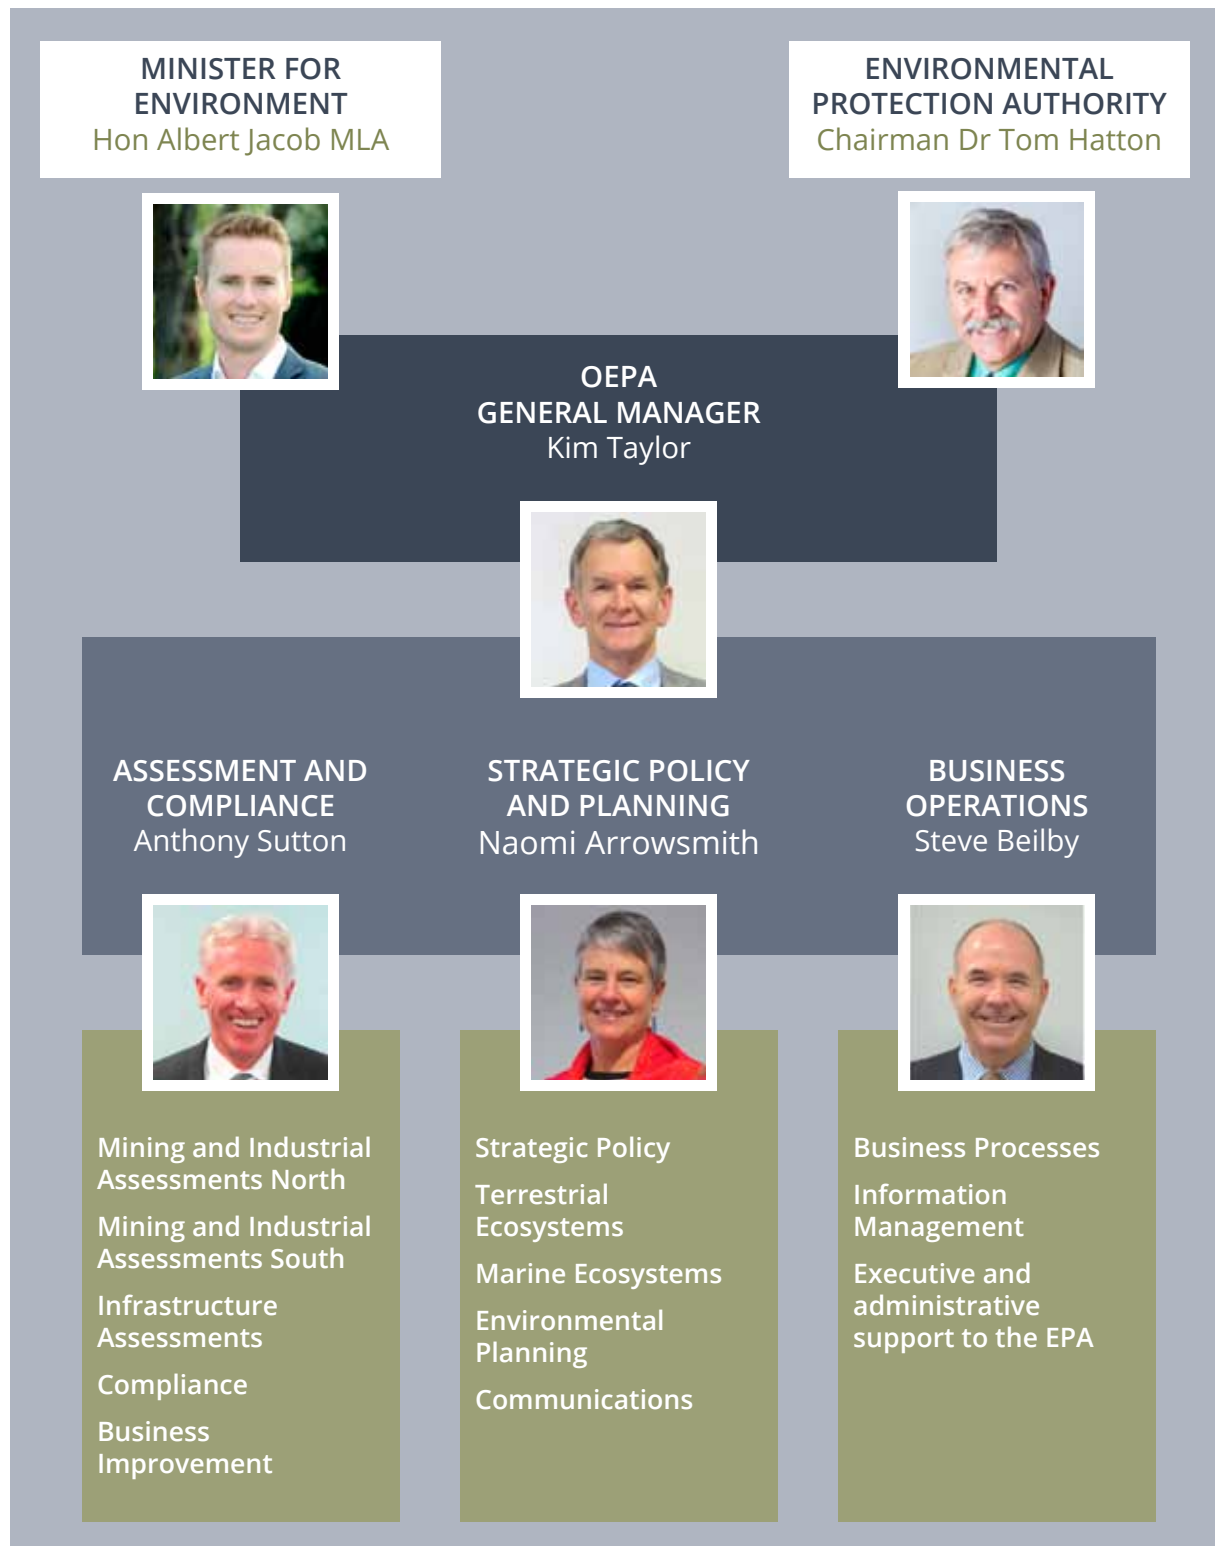 MINISTER FOR
ENVIRONMENT
Hon Albert Jacob MLA
ENVIRONMENTAL
PROTECTION AUTHORITY
Chairman Dr Tom Hatton
OEPA
GENERAL MANAGER
Kim Taylor
ASSESSMENT AND
COMPLIANCE
Anthony Sutton
STRATEGIC POLICY
AND PLANNING
Naomi Arrowsmith
BUSINESS
OPERATIONS
Steve Beilby
Mining and Industrial
Assessments North
Mining and Industrial
Assessments South
Infrastructure
Assessments
Compliance
Business
Improvement
Strategic Policy
Terrestrial
Ecosystems
Marine Ecosystems
Environmental
Planning
Communications
Business Processes
Information
Management
Executive and
administrative
support to the EPA